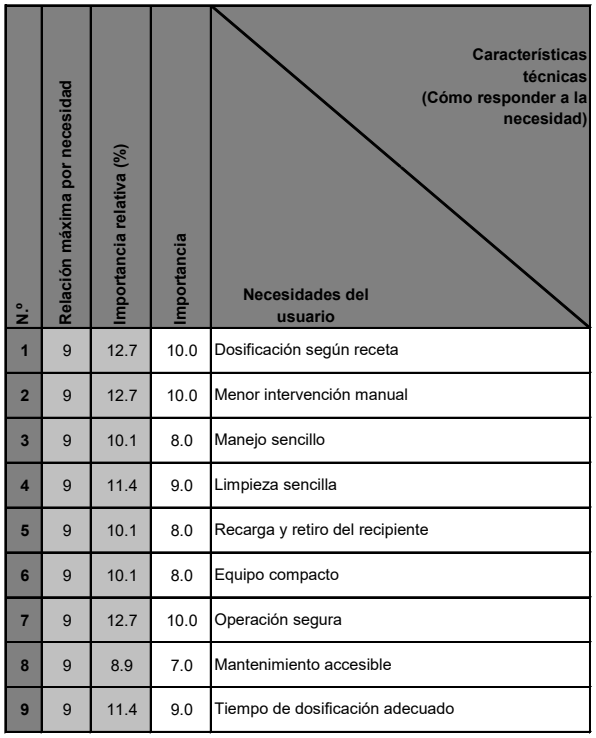 N.º
Relación máxima por necesidad
Importancia relativa (%)
Importancia
Características
técnicas
(Cómo responder a la
necesidad)
Necesidades del
usuario
1 9 12.7 10.0 Dosificación según receta
2 9 12.7 10.0 Menor intervención manual
3 9 10.1 8.0 Manejo sencillo
4 9 11.4 9.0 Limpieza sencilla
5 9 10.1 8.0 Recarga y retiro del recipiente
6 9 10.1 8.0 Equipo compacto
7 9 12.7 10.0 Operación segura
8 9 8.9 7.0 Mantenimiento accesible
9 9 11.4 9.0 Tiempo de dosificación adecuado